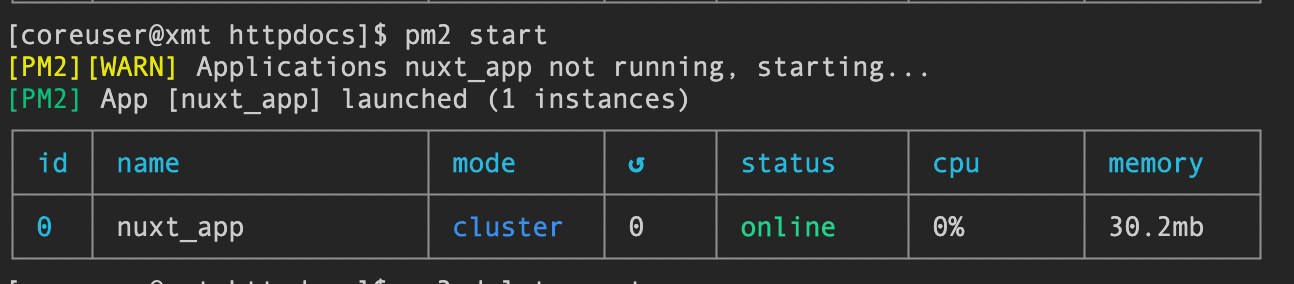 [coreuser@xmt httpdocs]$ pm2 start
[PM2][WARN] Applications nuxt_app not running, starting...
[PM2] App [nuxt_app] launched (1 instances)
id name mode ↺ status cpu memory
0 nuxt_app cluster 0 online 0% 30.2mb